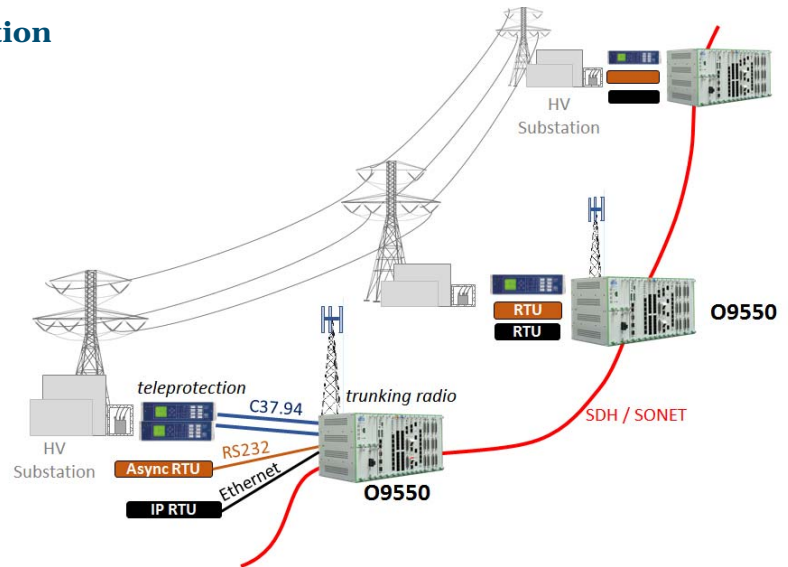 tion
HV
Substation
RTU
RTU
O9550
teleprotection
trunking radio
C37.94
SDH / SONET
HV
Substation
RS232
Async RTU
Ethernet
IP RTU
O9550